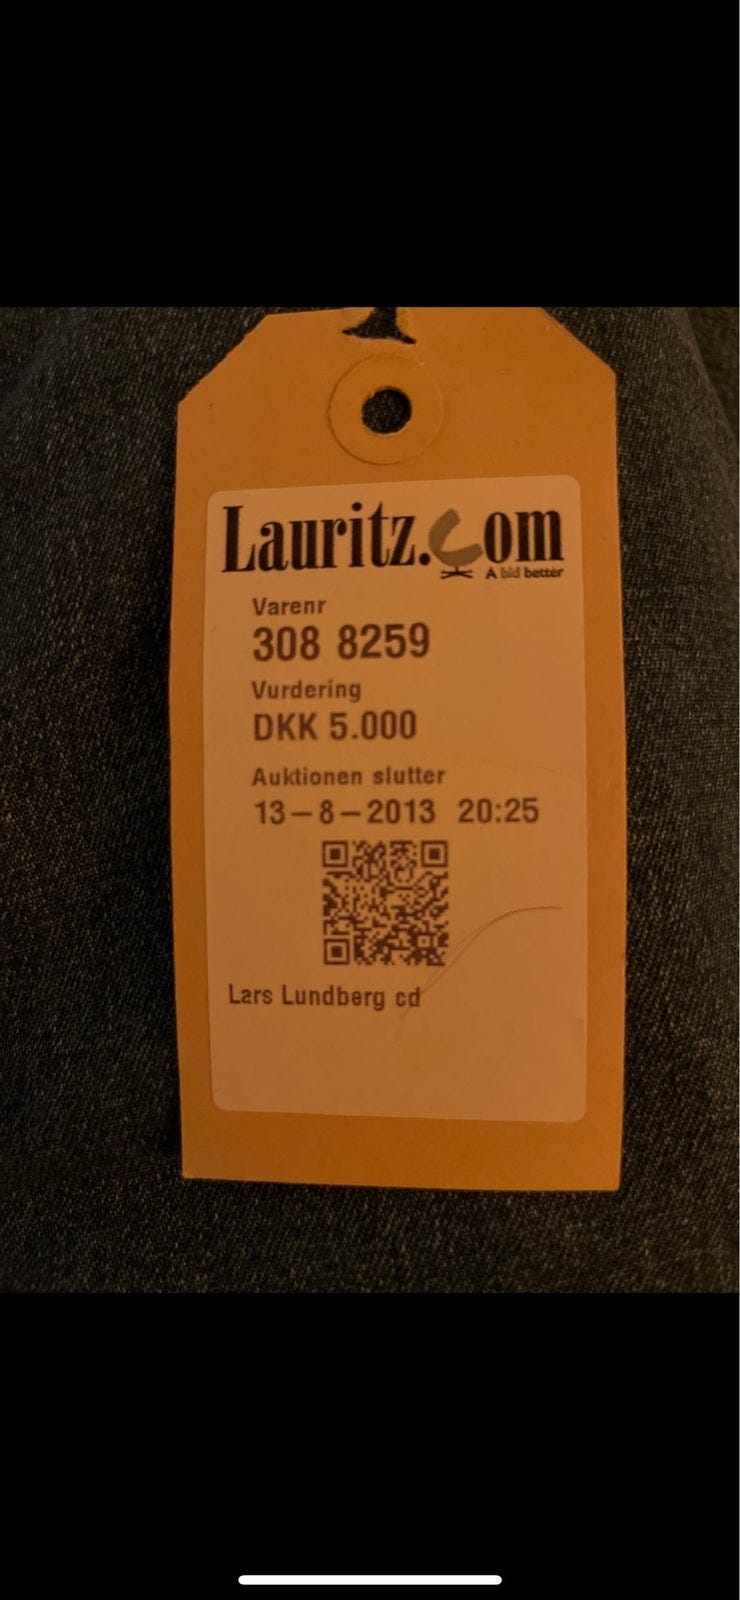 Lauritz.Com
A bid better
Varenr
308 8259
Vurdering
DKK 5.000
Auktionen slutter
13-8-2013 20:25
Lars Lundberg cd